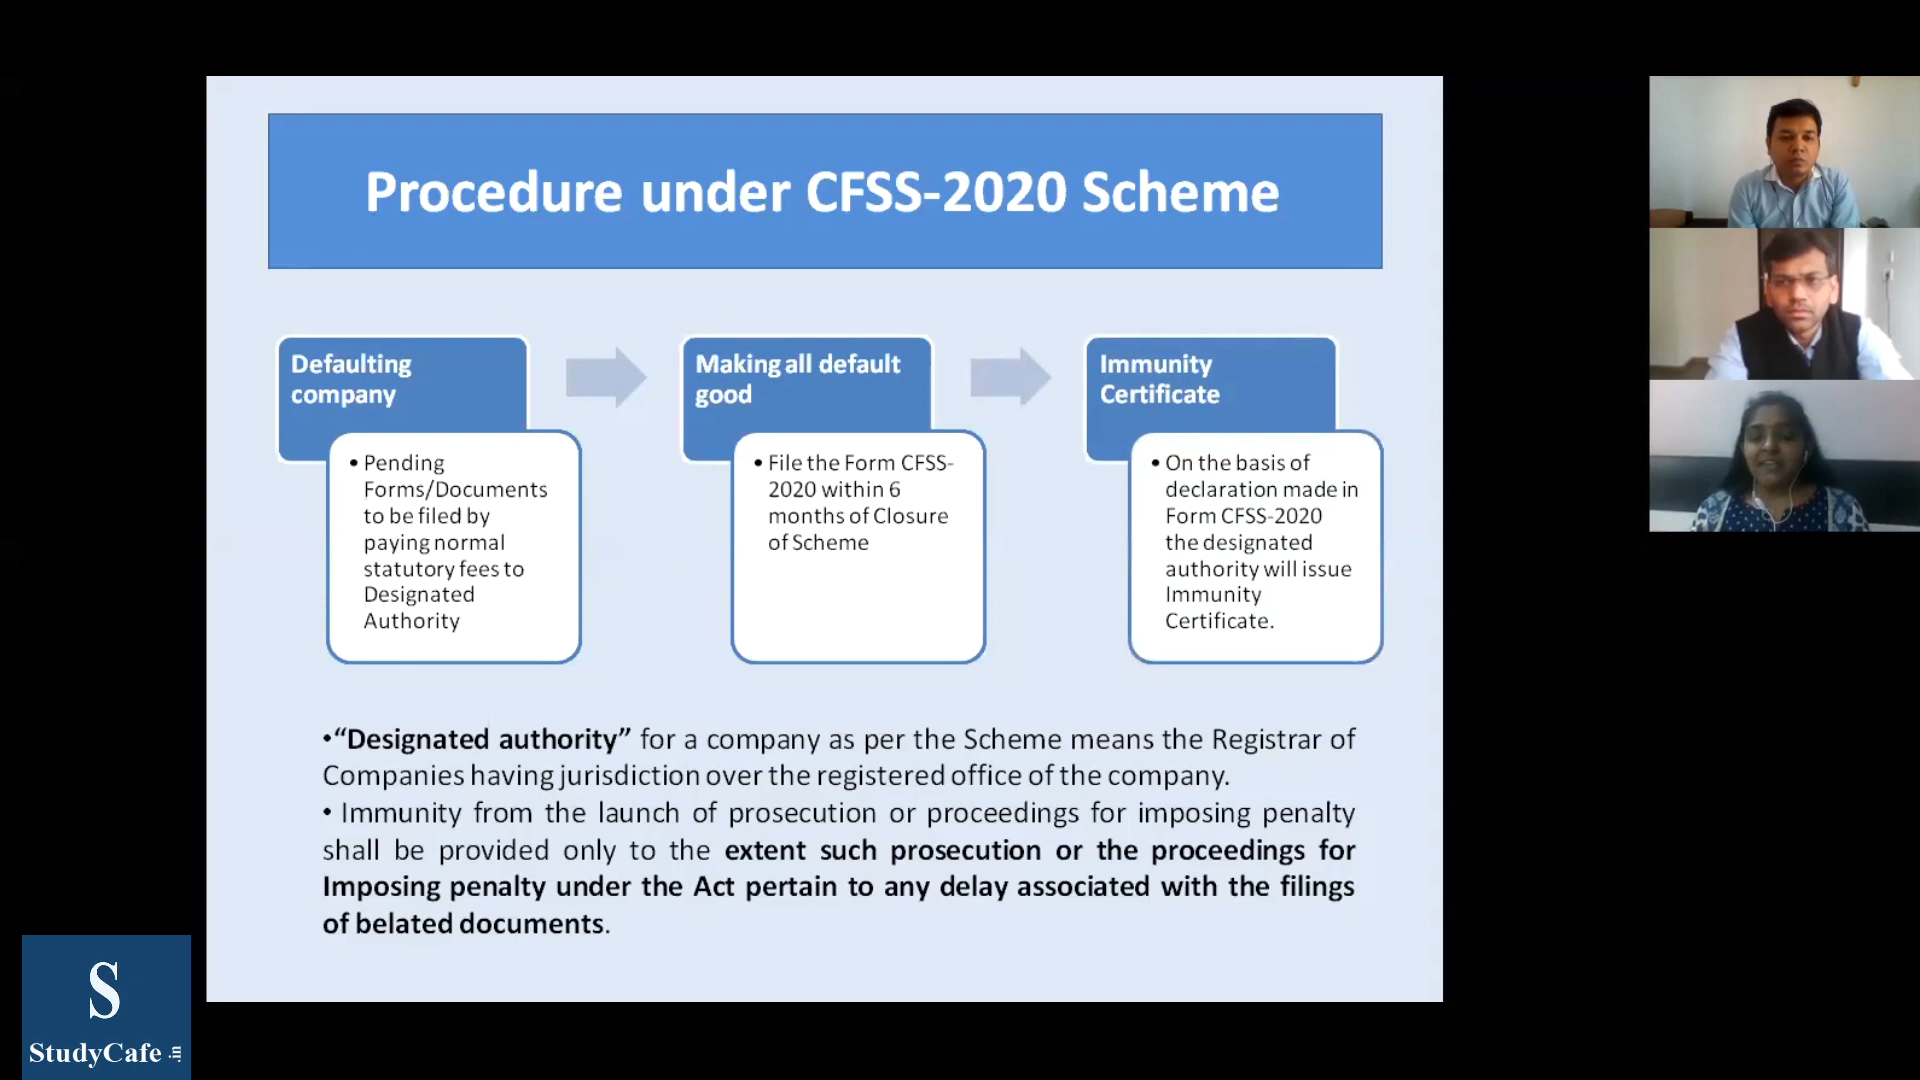 Procedure under CFSS-2020 Scheme
Defaulting
company
• Pending
Forms/Documents
to be filed by
paying normal
statutory fees to
Designated
Authority
Making all default
good
• File the Form CFSS-
2020 within 6
months of Closure
of Scheme
Immunity
Certificate
• On the basis of
declaration made in
Form CFSS-2020
the designated
authority will issue
Immunity
Certificate.
•“Designated authority” for a company as per the Scheme means the Registrar of
Companies having jurisdiction over the registered office of the company.
• Immunity from the launch of prosecution or proceedings for imposing penalty
shall be provided only to the extent such prosecution or the proceedings for
Imposing penalty under the Act pertain to any delay associated with the filings
of belated documents.
S
StudyCafe.in